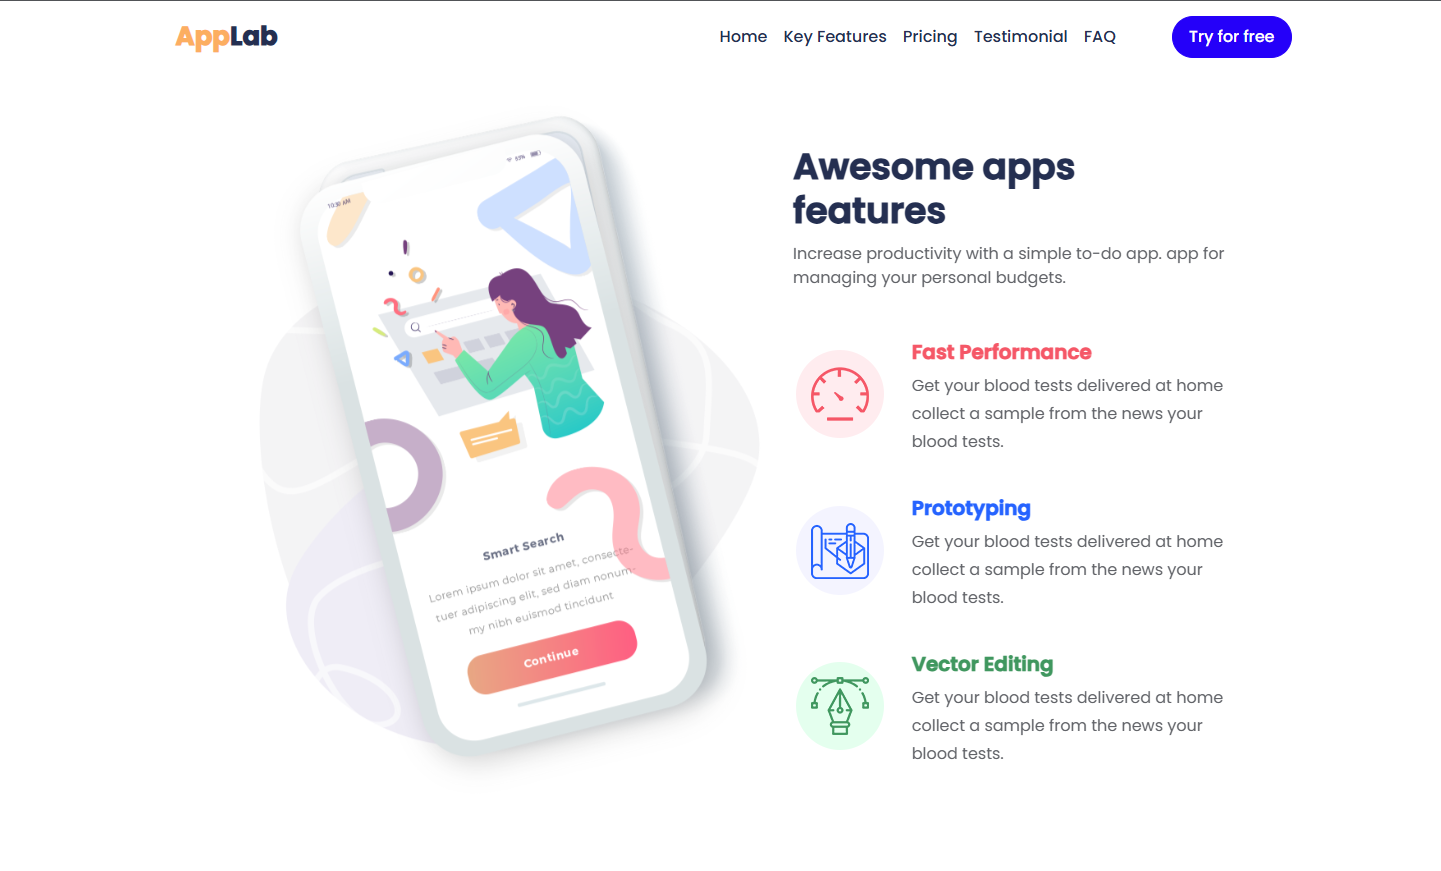 AppLab
Home Key Features Pricing Testimonial FAQ Try for free
10:30 AM
Smart Search
Lorem ipsum dolor sit amet, consecte-
tuer adipiscing elit, sed diam nonum-
my nibh euismod tincidunt
Continue
Awesome apps
features
Increase productivity with a simple to-do app. app for
managing your personal budgets.
Fast Performance
Get your blood tests delivered at home
collect a sample from the news your
blood tests.
Prototyping
Get your blood tests delivered at home
collect a sample from the news your
blood tests.
Vector Editing
Get your blood tests delivered at home
collect a sample from the news your
blood tests.